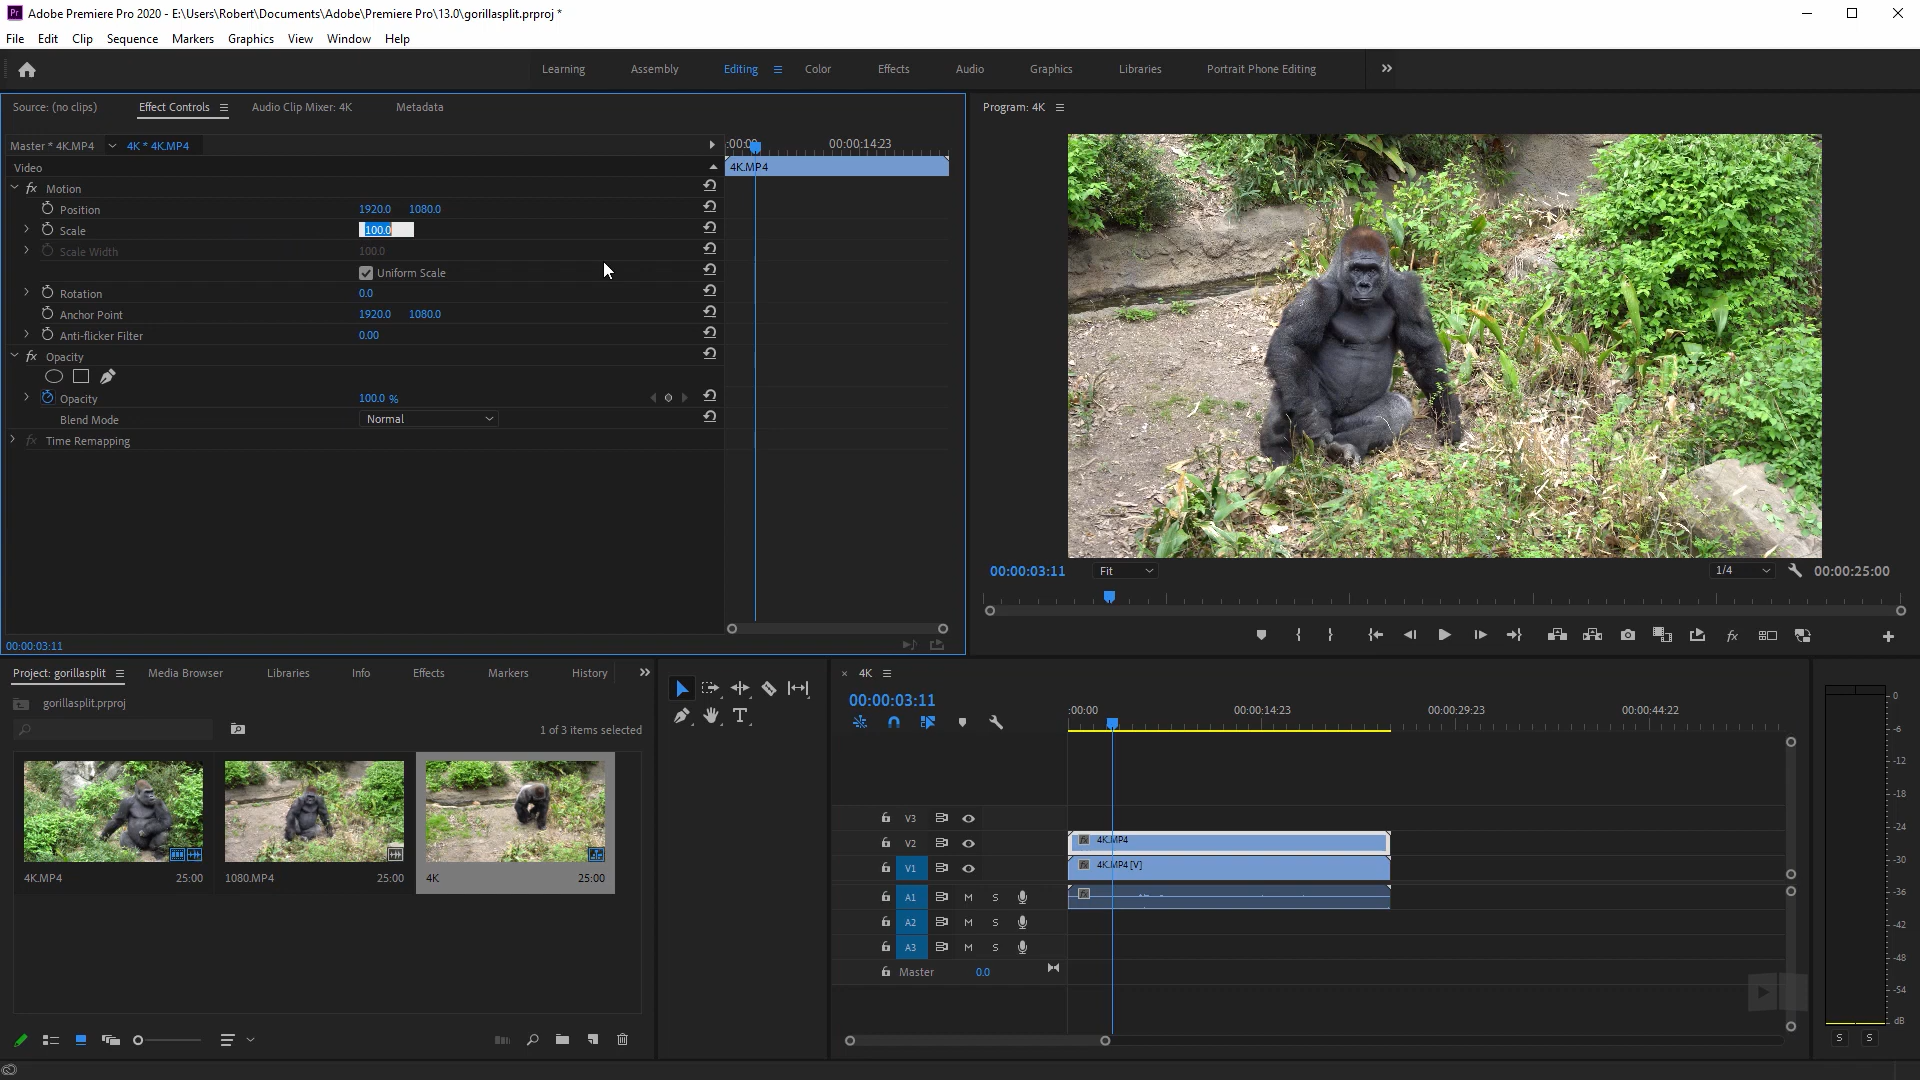 Adobe Premiere Pro 2020 - E:\Users\Robert\Documents\Adobe\Premiere Pro\13.0\gorillasplit.prproj *
File Edit Clip Sequence Markers Graphics View Window Help
Learning Assembly Editing Color Effects Audio Graphics Libraries Portrait Phone Editing
Source: (no clips) Effect Controls Audio Clip Mixer: 4K Metadata
Master * 4K.MP4 4K * 4K.MP4
:00:00 00:00:14:23
Video
4K.MP4
fx Motion
Position 1920.0 1080.0
Scale 100.0
Scale Width 100.0
Uniform Scale
Rotation 0.0
Anchor Point 1920.0 1080.0
Anti-flicker Filter 0.00
fx Opacity
Opacity 100.0 %
Blend Mode Normal
fx Time Remapping
00:00:03:11
Program: 4K
00:00:03:11 Fit 1/4 00:00:25:00
fx
Project: gorillasplit Media Browser Libraries Info Effects Markers History
gorillasplit.prproj
1 of 3 items selected
4K.MP4 25:00
1080.MP4 25:00
4K 25:00
T
4K
00:00:03:11
:00:00 00:00:14:23 00:00:29:23 00:00:44:22
V3
V2 4K.MP4
V1 4K.MP4 [V]
A1 M S
A2 M S
A3 M S
Master 0.0
0
-6
-12
-18
-24
-30
-36
-42
-48
-54
dB
S S